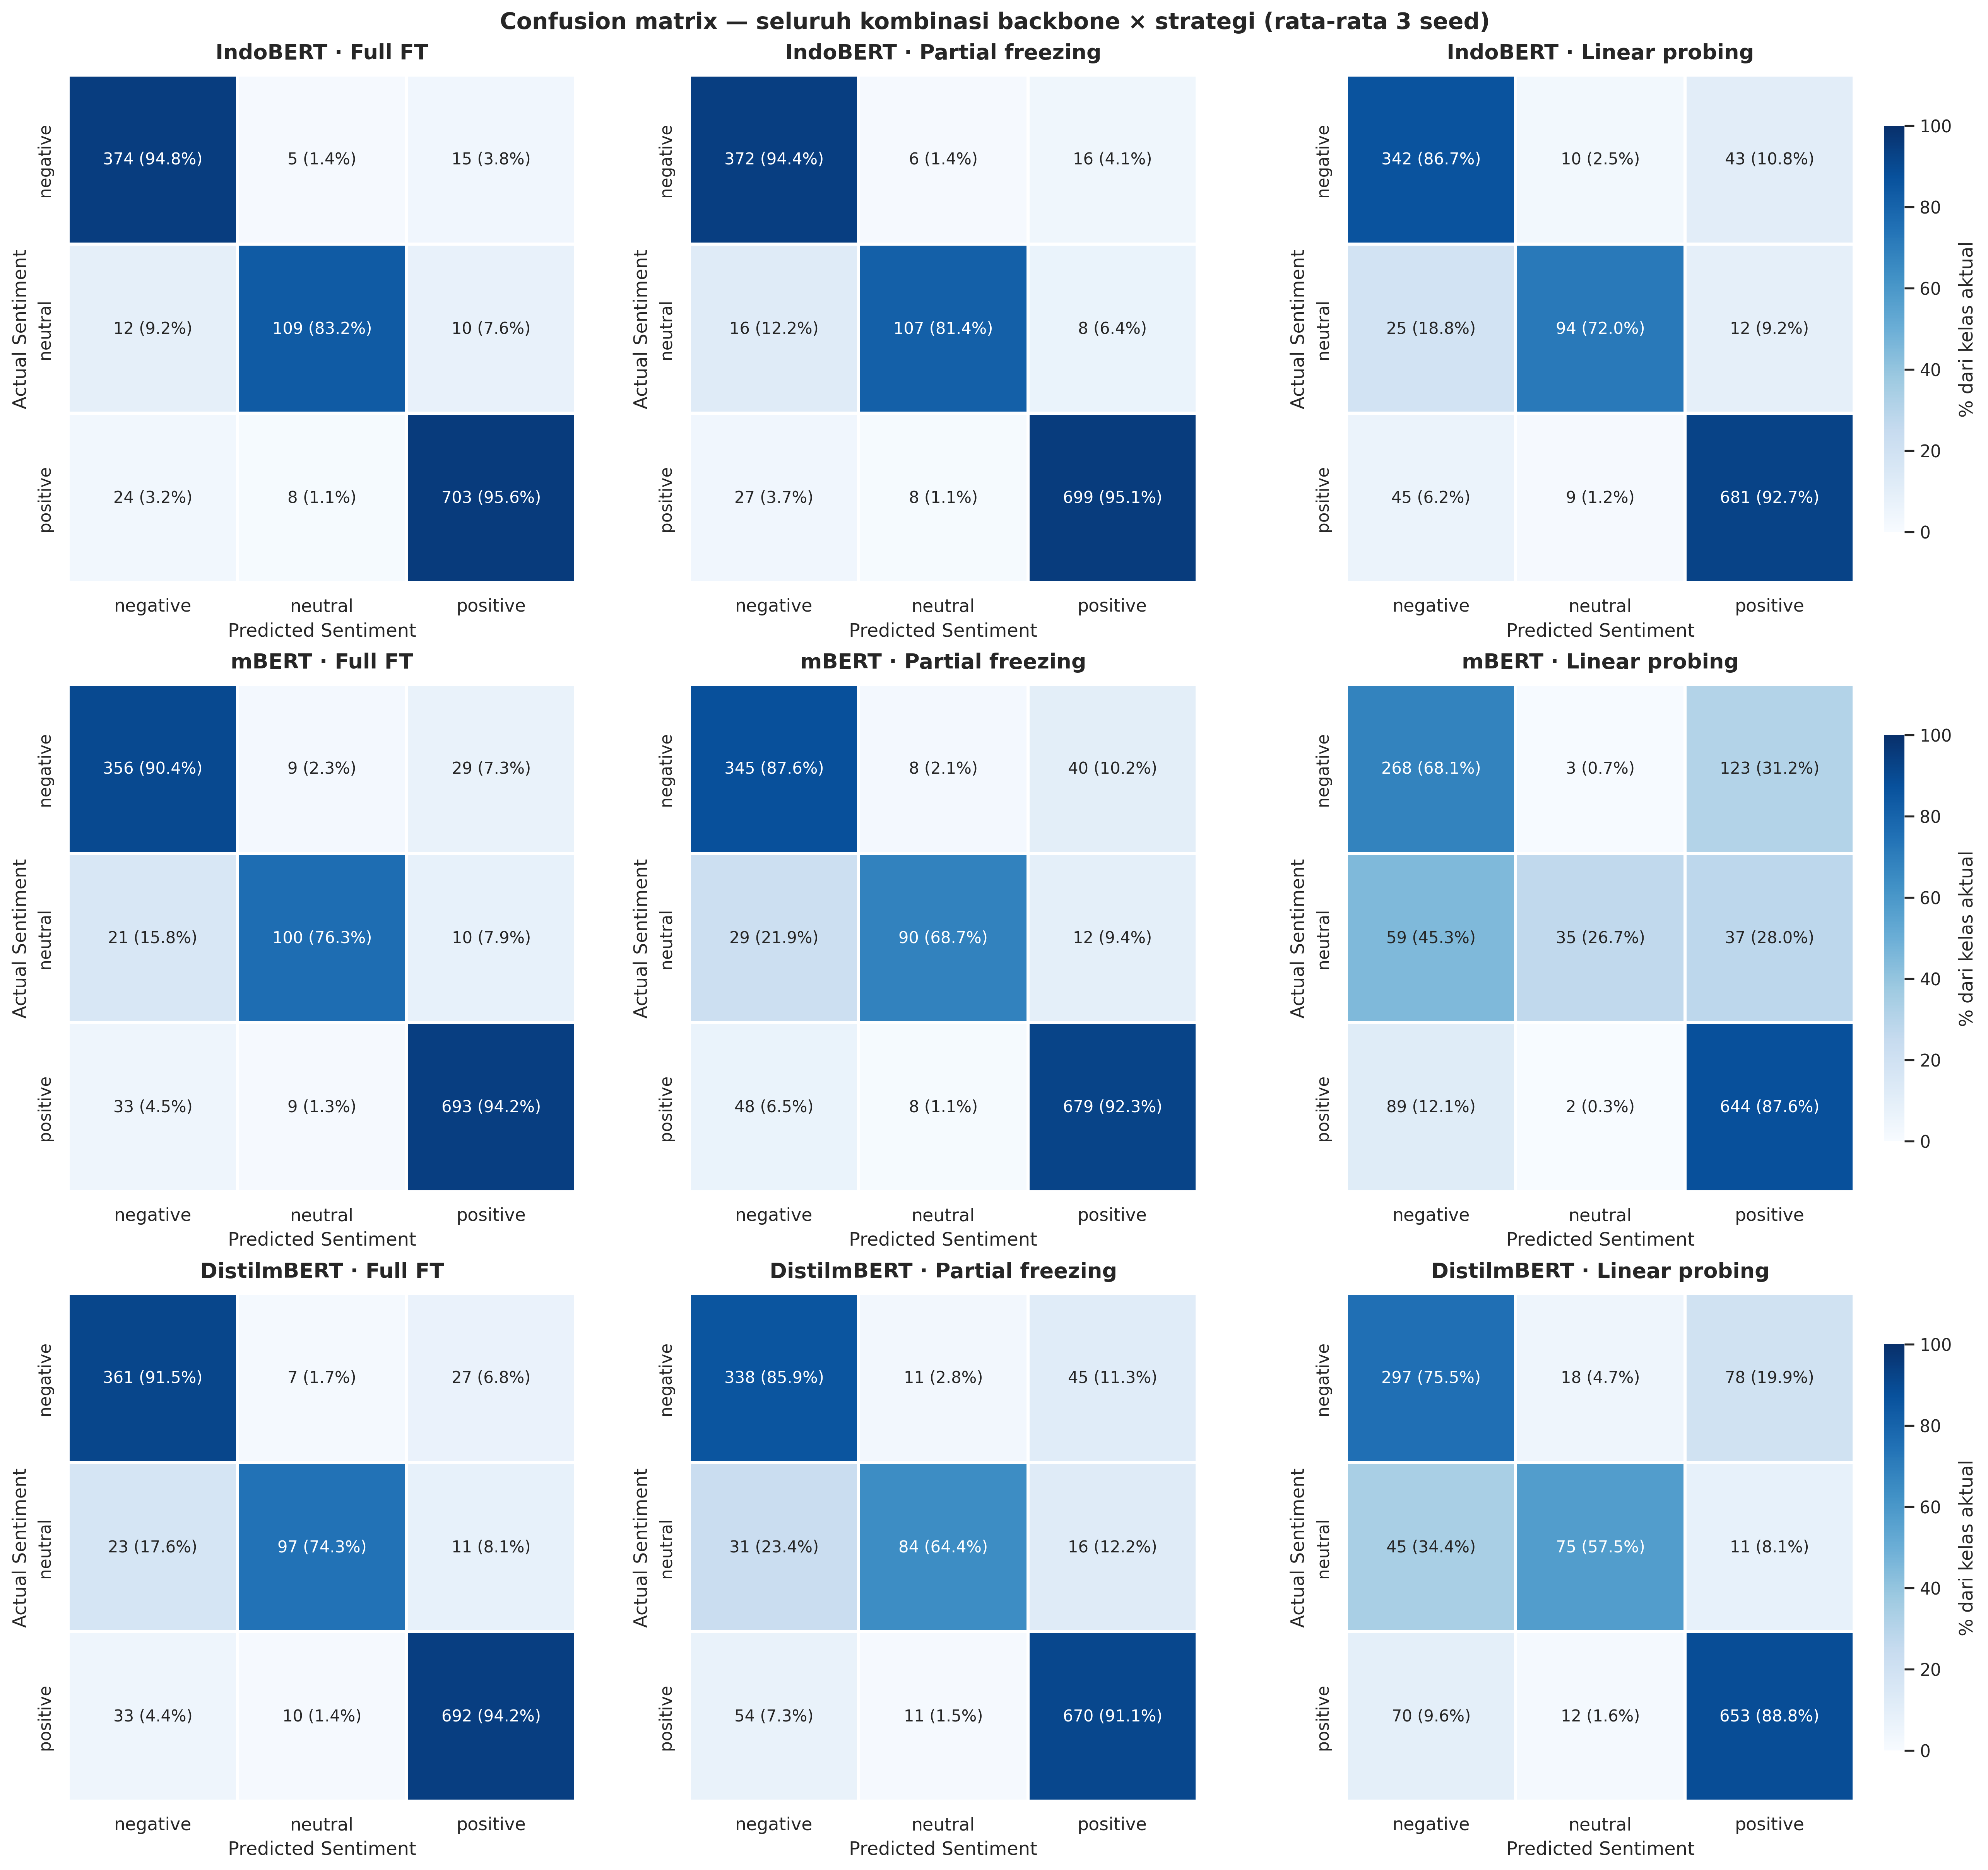 Confusion matrix — seluruh kombinasi backbone × strategi (rata-rata 3 seed)
IndoBERT · Full FT
Actual Sentiment
negative
neutral
positive
374 (94.8%) 5 (1.4%) 15 (3.8%)
12 (9.2%) 109 (83.2%) 10 (7.6%)
24 (3.2%) 8 (1.1%) 703 (95.6%)
negative neutral positive
Predicted Sentiment
IndoBERT · Partial freezing
Actual Sentiment
negative
neutral
positive
372 (94.4%) 6 (1.4%) 16 (4.1%)
16 (12.2%) 107 (81.4%) 8 (6.4%)
27 (3.7%) 8 (1.1%) 699 (95.1%)
negative neutral positive
Predicted Sentiment
IndoBERT · Linear probing
Actual Sentiment
negative
neutral
positive
342 (86.7%) 10 (2.5%) 43 (10.8%)
25 (18.8%) 94 (72.0%) 12 (9.2%)
45 (6.2%) 9 (1.2%) 681 (92.7%)
negative neutral positive
Predicted Sentiment
100
80
60
40
20
0
% dari kelas aktual
mBERT · Full FT
Actual Sentiment
negative
neutral
positive
356 (90.4%) 9 (2.3%) 29 (7.3%)
21 (15.8%) 100 (76.3%) 10 (7.9%)
33 (4.5%) 9 (1.3%) 693 (94.2%)
negative neutral positive
Predicted Sentiment
mBERT · Partial freezing
Actual Sentiment
negative
neutral
positive
345 (87.6%) 8 (2.1%) 40 (10.2%)
29 (21.9%) 90 (68.7%) 12 (9.4%)
48 (6.5%) 8 (1.1%) 679 (92.3%)
negative neutral positive
Predicted Sentiment
mBERT · Linear probing
Actual Sentiment
negative
neutral
positive
268 (68.1%) 3 (0.7%) 123 (31.2%)
59 (45.3%) 35 (26.7%) 37 (28.0%)
89 (12.1%) 2 (0.3%) 644 (87.6%)
negative neutral positive
Predicted Sentiment
100
80
60
40
20
0
% dari kelas aktual
DistilmBERT · Full FT
Actual Sentiment
negative
neutral
positive
361 (91.5%) 7 (1.7%) 27 (6.8%)
23 (17.6%) 97 (74.3%) 11 (8.1%)
33 (4.4%) 10 (1.4%) 692 (94.2%)
negative neutral positive
Predicted Sentiment
DistilmBERT · Partial freezing
Actual Sentiment
negative
neutral
positive
338 (85.9%) 11 (2.8%) 45 (11.3%)
31 (23.4%) 84 (64.4%) 16 (12.2%)
54 (7.3%) 11 (1.5%) 670 (91.1%)
negative neutral positive
Predicted Sentiment
DistilmBERT · Linear probing
Actual Sentiment
negative
neutral
positive
297 (75.5%) 18 (4.7%) 78 (19.9%)
45 (34.4%) 75 (57.5%) 11 (8.1%)
70 (9.6%) 12 (1.6%) 653 (88.8%)
negative neutral positive
Predicted Sentiment
100
80
60
40
20
0
% dari kelas aktual